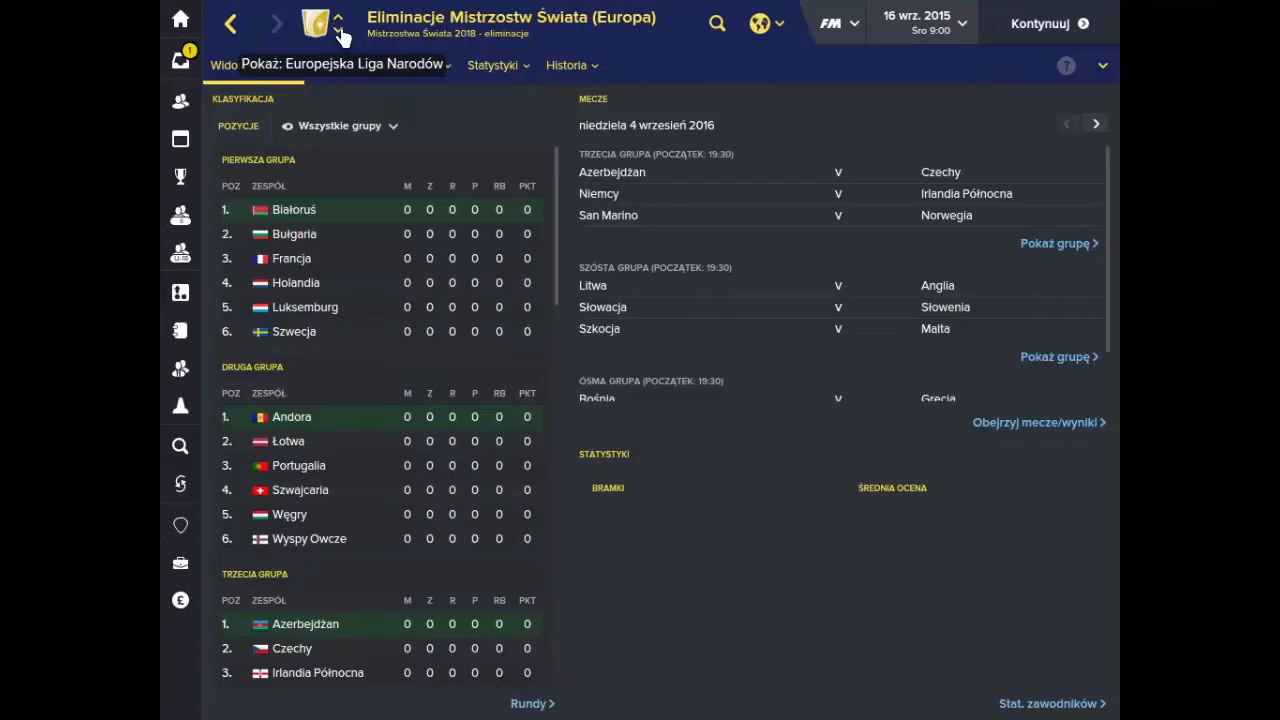 Eliminacje Mistrzostw Świata (Europa)
Mistrzostwa Świata 2018 - eliminacje
FM
16 wrz. 2015
Sro 9:00
Kontynuuj
1
Wido
Pokaż: Europejska Liga Narodów
Statystyki
Historia
?
KLASYFIKACJA
POZYCJE
Wszystkie grupy
PIERWSZA GRUPA
POZ ZESPÓŁ M Z R P RB PKT
1. Białoruś 0 0 0 0 0 0
2. Bułgaria 0 0 0 0 0 0
3. Francja 0 0 0 0 0 0
4. Holandia 0 0 0 0 0 0
5. Luksemburg 0 0 0 0 0 0
6. Szwecja 0 0 0 0 0 0
DRUGA GRUPA
POZ ZESPÓŁ M Z R P RB PKT
1. Andora 0 0 0 0 0 0
2. Łotwa 0 0 0 0 0 0
3. Portugalia 0 0 0 0 0 0
4. Szwajcaria 0 0 0 0 0 0
5. Węgry 0 0 0 0 0 0
6. Wyspy Owcze 0 0 0 0 0 0
TRZECIA GRUPA
POZ ZESPÓŁ M Z R P RB PKT
1. Azerbejdżan 0 0 0 0 0 0
2. Czechy 0 0 0 0 0 0
3. Irlandia Północna 0 0 0 0 0 0
Rundy
MECZE
niedziela 4 wrzesień 2016
TRZECIA GRUPA (POCZĄTEK: 19:30)
Azerbejdżan V Czechy
Niemcy V Irlandia Północna
San Marino V Norwegia
Pokaż grupę
SZÓSTA GRUPA (POCZĄTEK: 19:30)
Litwa V Anglia
Słowacja V Słowenia
Szkocja V Malta
Pokaż grupę
ÓSMA GRUPA (POCZĄTEK: 19:30)
Bośnia V Grecja
Obejrzyj mecze/wyniki
STATYSTYKI
BRAMKI
ŚREDNIA OCENA
Stat. zawodników
U-18
£